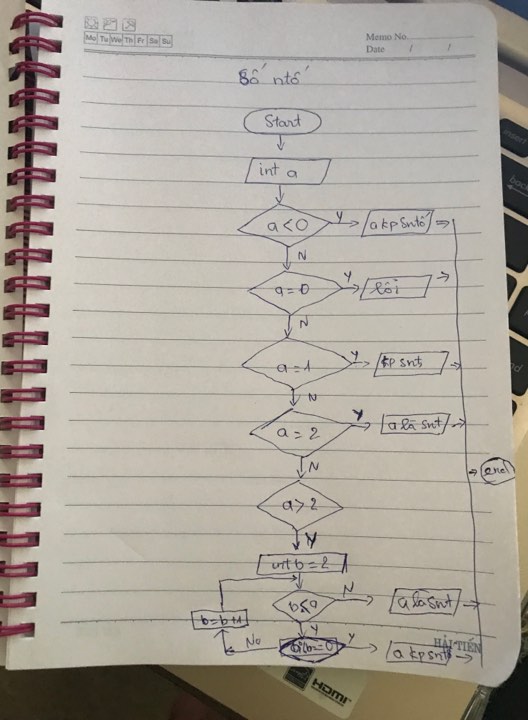 Mo Tu We Th Fr Sa Su
Memo No.
Date / /
Số ntố
Start
int a
a<0
Y
a kp Sntố
N
a=0
Y
lỗi
N
a=1
Y
kp snt
N
a=2
Y
a là snt
N
a>2
end
Y
int b=2
b<a
N
a là snt
b=b+1
Y
No
Y
a kp snt
HẢI TIẾN
HDMI